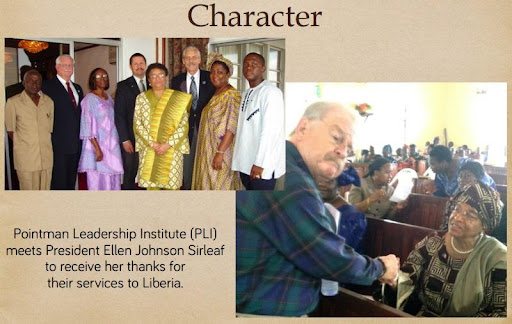 Character
Pointman Leadership Institute (PLI)
meets President Ellen Johnson Sirleaf
to receive her thanks for
their services to Liberia.